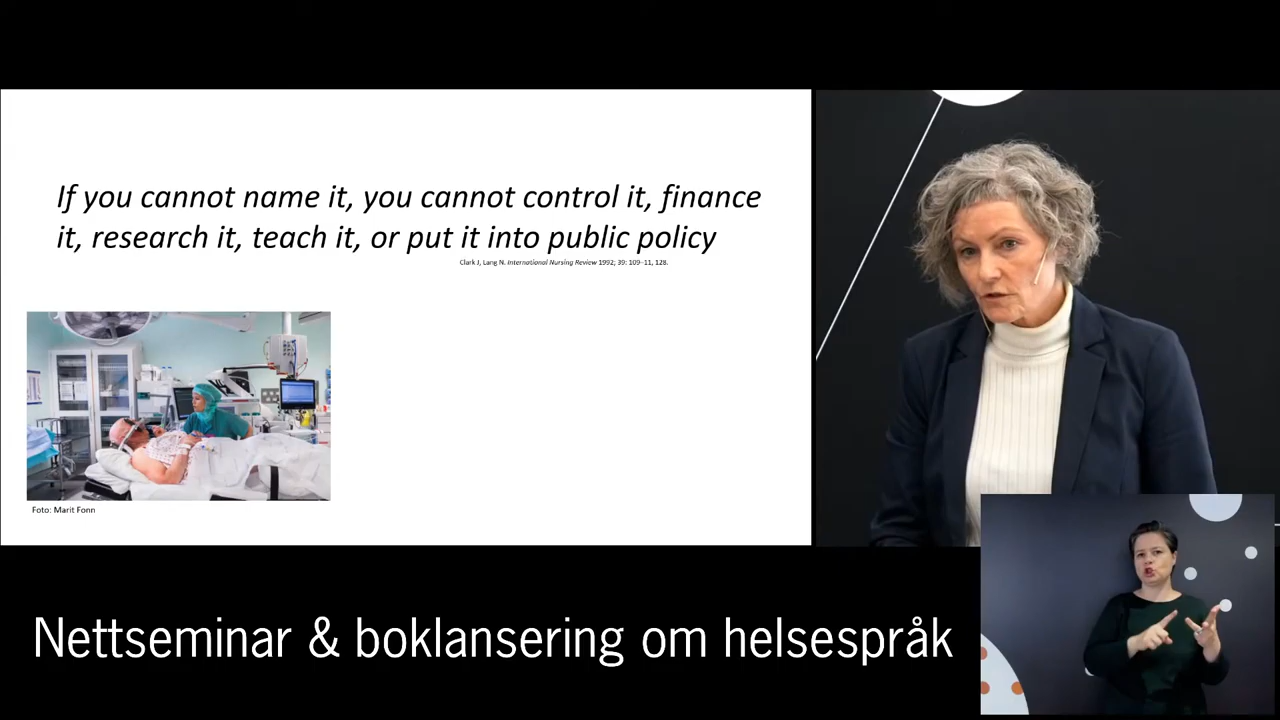 If you cannot name it, you cannot control it, finance
it, research it, teach it, or put it into public policy
Clark J, Lang N. International Nursing Review 1992; 39: 109–11, 128.
Foto: Marit Fonn
Nettseminar & boklansering om helsespråk